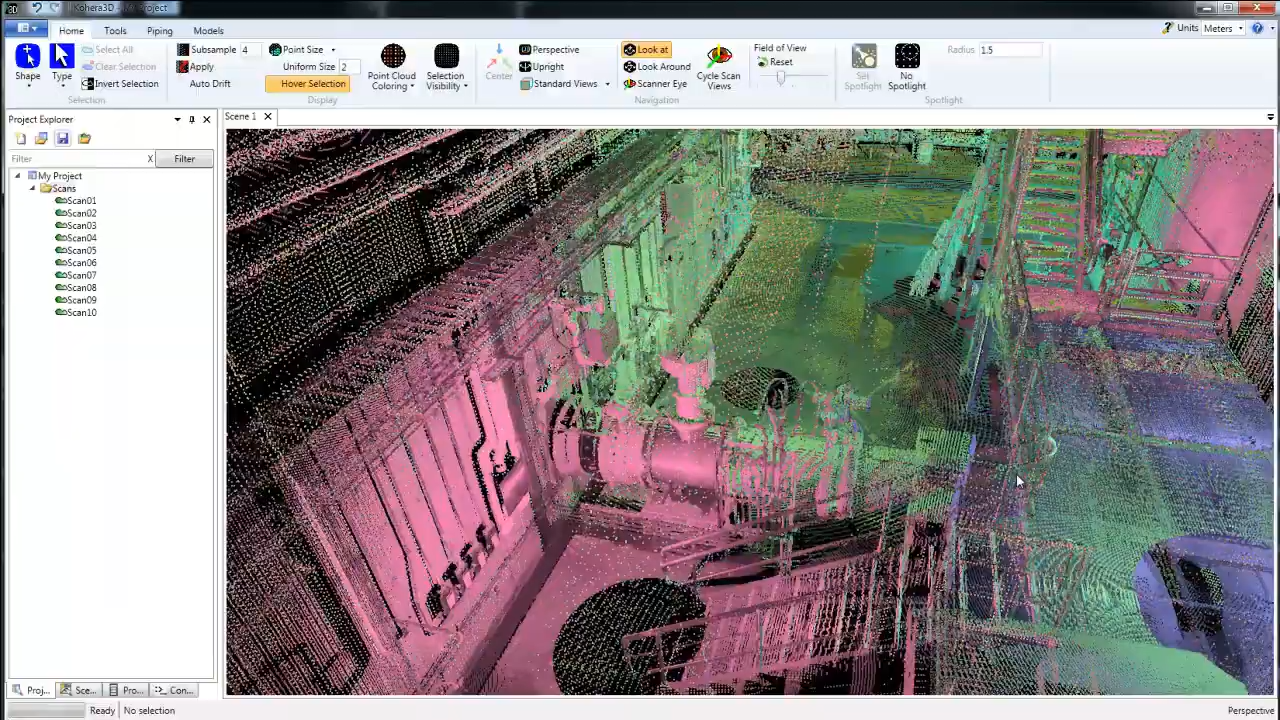 3D Kohera3D - My Project
Home Tools Piping Models Units Meters
Shape Type Select All Clear Selection Invert Selection
Selection
Subsample 4 Apply Auto Drift
Point Size Uniform Size 2 Hover Selection
Point Cloud Coloring Selection Visibility
Display
Center Perspective Upright Standard Views
Look at Look Around Scanner Eye
Cycle Scan Views Field of View Reset
Navigation
Set Spotlight No Spotlight Radius 1.5
Spotlight
Project Explorer
Scene 1
Filter X Filter
My Project
Scans
Scan01
Scan02
Scan03
Scan04
Scan05
Scan06
Scan07
Scan08
Scan09
Scan10
Proj... Sce... Pro... Con...
Ready No selection Perspective